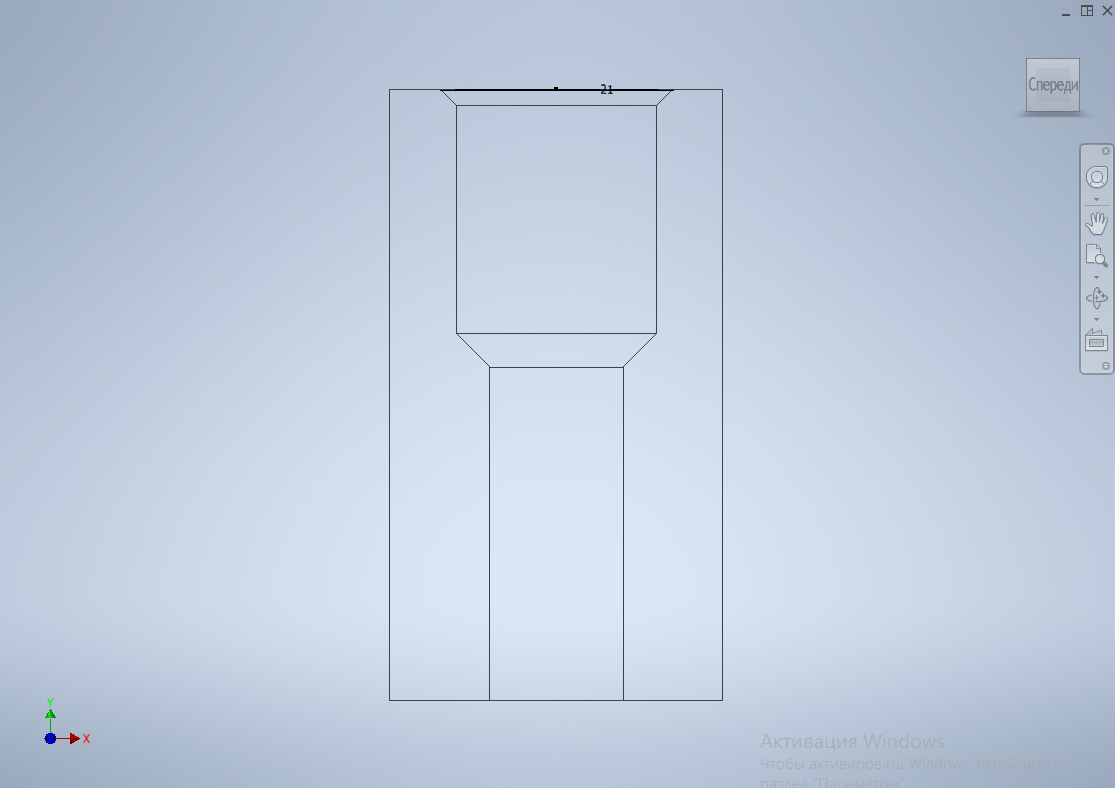 21
Спереди
Y
X
Активация Windows
Чтобы активировать Windows, перейдите в
раздел "Параметры".